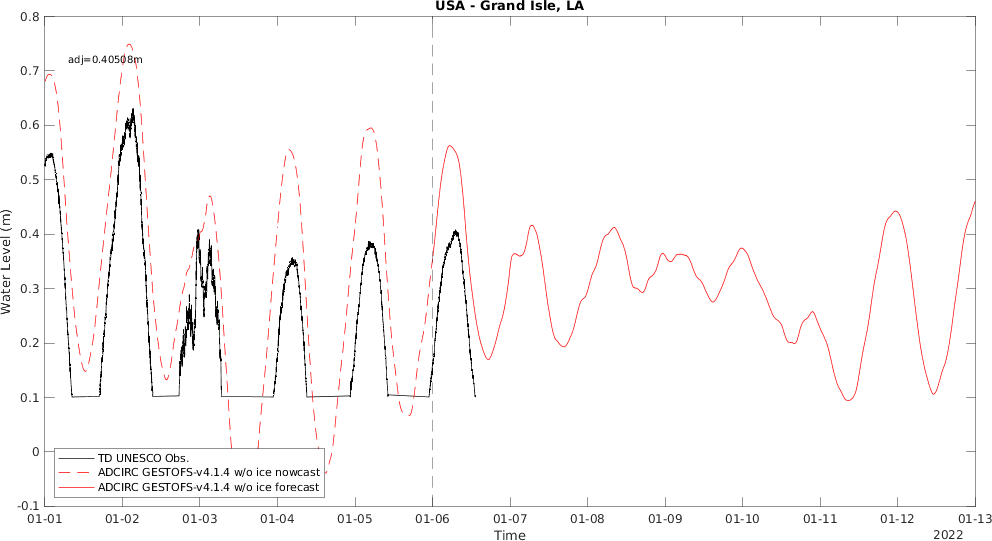 USA - Grand Isle, LA
0.8
0.7
0.6
0.5
0.4
0.3
0.2
0.1
0
-0.1
Water Level (m)
adj=0.40508m
TD UNESCO Obs.
ADCIRC GESTOFS-v4.1.4 w/o ice nowcast
ADCIRC GESTOFS-v4.1.4 w/o ice forecast
01-01 01-02 01-03 01-04 01-05 01-06 01-07 01-08 01-09 01-10 01-11 01-12 01-13
Time
2022